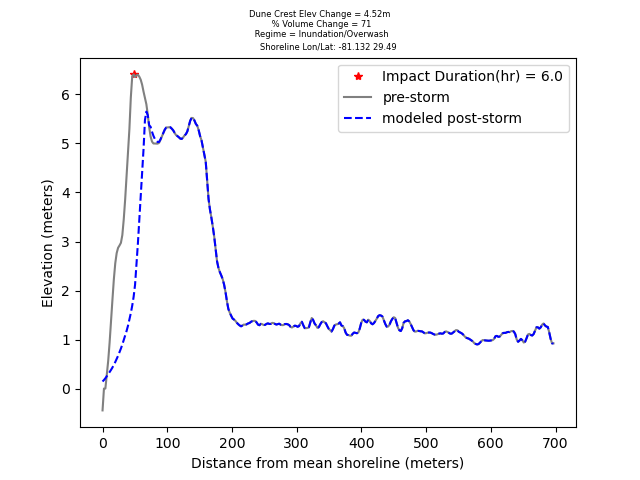 Dune Crest Elev Change = 4.52m
% Volume Change = 71
Regime = Inundation/Overwash
Shoreline Lon/Lat: -81.132 29.49
Impact Duration(hr) = 6.0
pre-storm
modeled post-storm
Elevation (meters)
6
5
4
3
2
1
0
0 100 200 300 400 500 600 700
Distance from mean shoreline (meters)